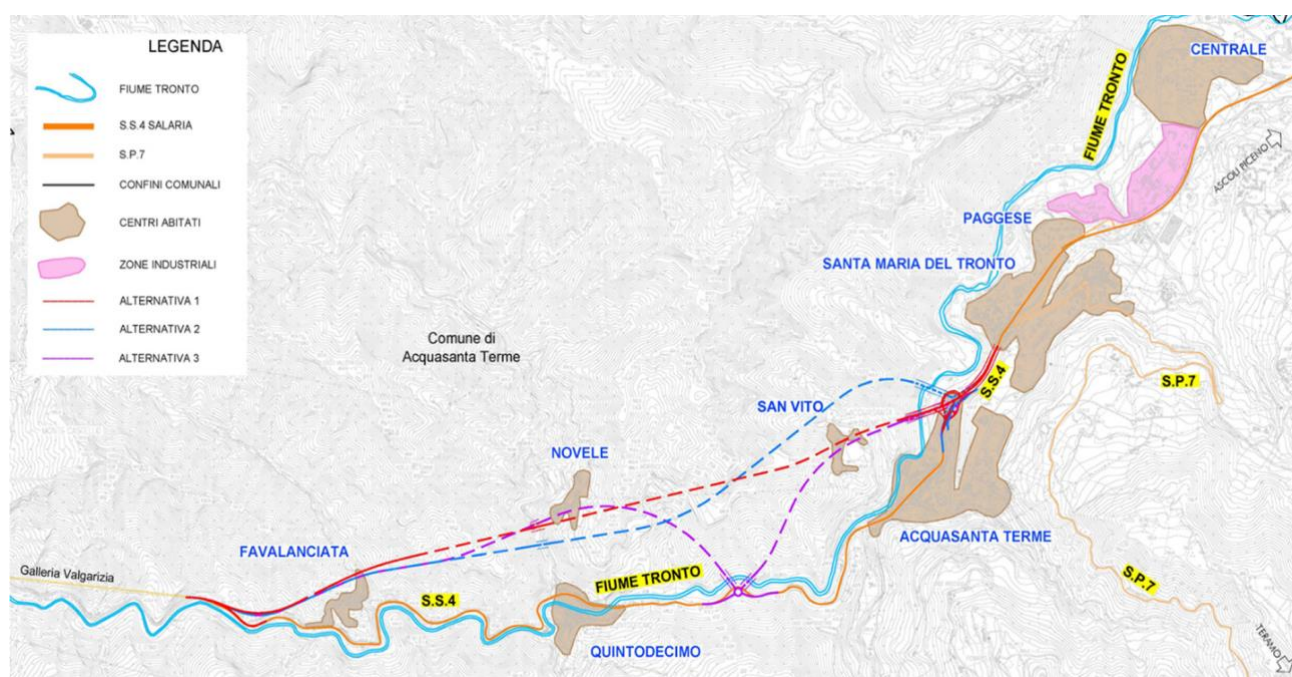 LEGENDA
FIUME TRONTO
S.S.4 SALARIA
S.P.7
CONFINI COMUNALI
CENTRI ABITATI
ZONE INDUSTRIALI
ALTERNATIVA 1
ALTERNATIVA 2
ALTERNATIVA 3
CENTRALE
FIUME TRONTO
ASCOLI PICENO
PAGGESE
SANTA MARIA DEL TRONTO
Comune di
Acquasanta Terme
S.S.4
S.P.7
SAN VITO
NOVELE
ACQUASANTA TERME
FAVALANCIATA
Galleria Valgarizia
FIUME TRONTO
S.S.4
S.P.7
QUINTODECIMO
TERAMO